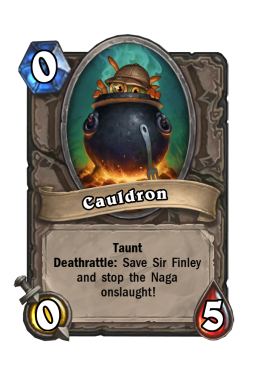 0
Cauldron
Taunt
Deathrattle: Save Sir Finley
and stop the Naga
onslaught!
0
5